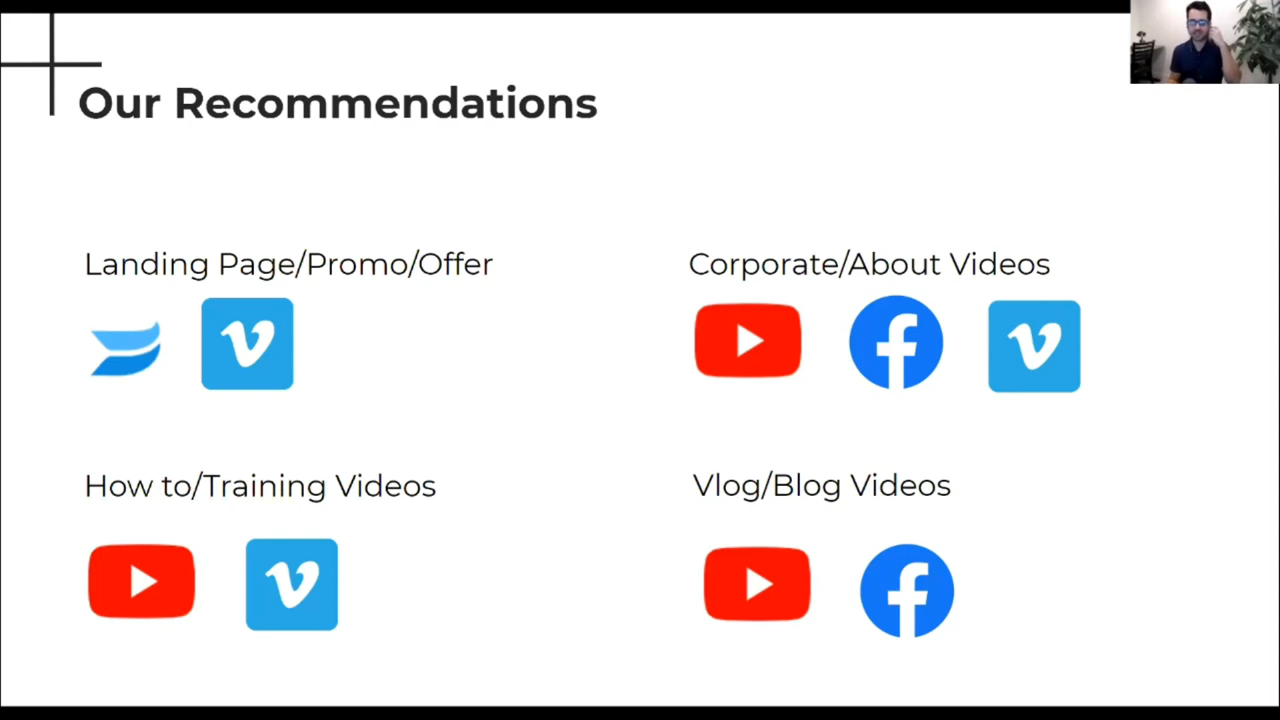 Our Recommendations
Landing Page/Promo/Offer
Corporate/About Videos
How to/Training Videos
Vlog/Blog Videos